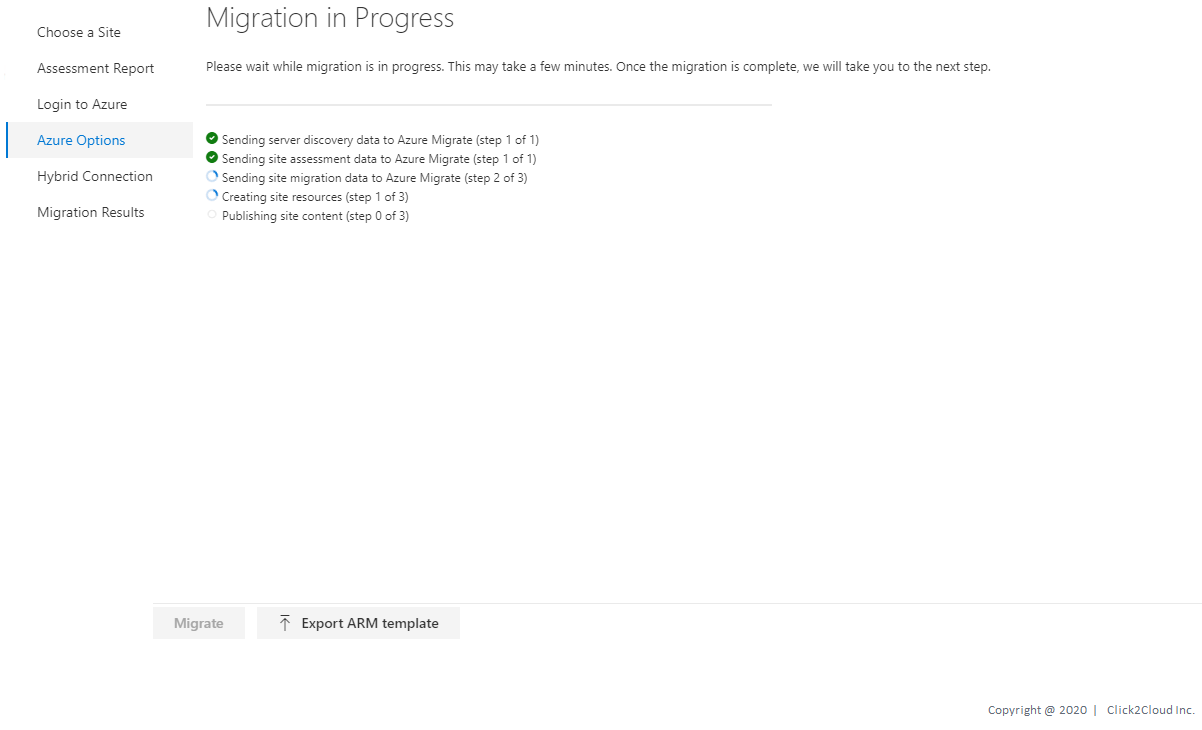 Choose a Site
Assessment Report
Login to Azure
Azure Options
Hybrid Connection
Migration Results
Migration in Progress
Please wait while migration is in progress. This may take a few minutes. Once the migration is complete, we will take you to the next step.
Sending server discovery data to Azure Migrate (step 1 of 1)
Sending site assessment data to Azure Migrate (step 1 of 1)
Sending site migration data to Azure Migrate (step 2 of 3)
Creating site resources (step 1 of 3)
Publishing site content (step 0 of 3)
Migrate
Export ARM template
Copyright @ 2020 | Click2Cloud Inc.